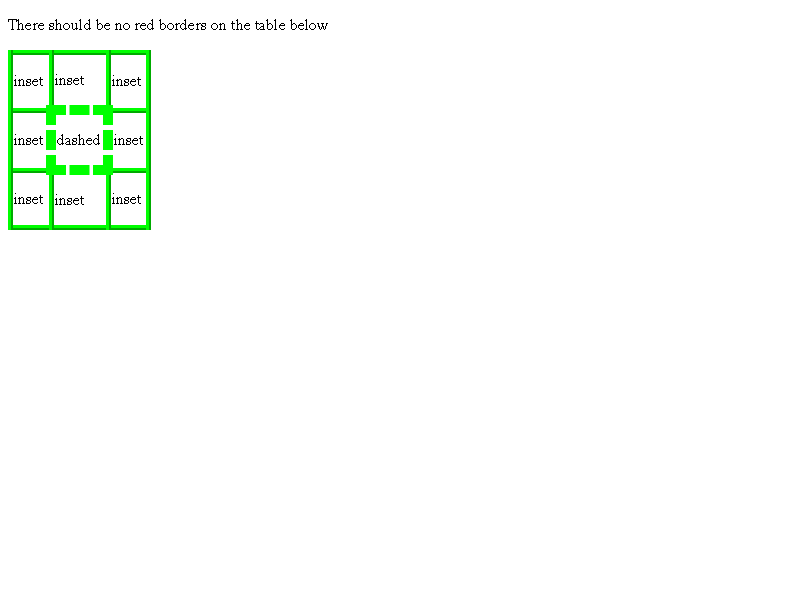 There should be no red borders on the table below
inset inset inset
inset dashed inset
inset inset inset